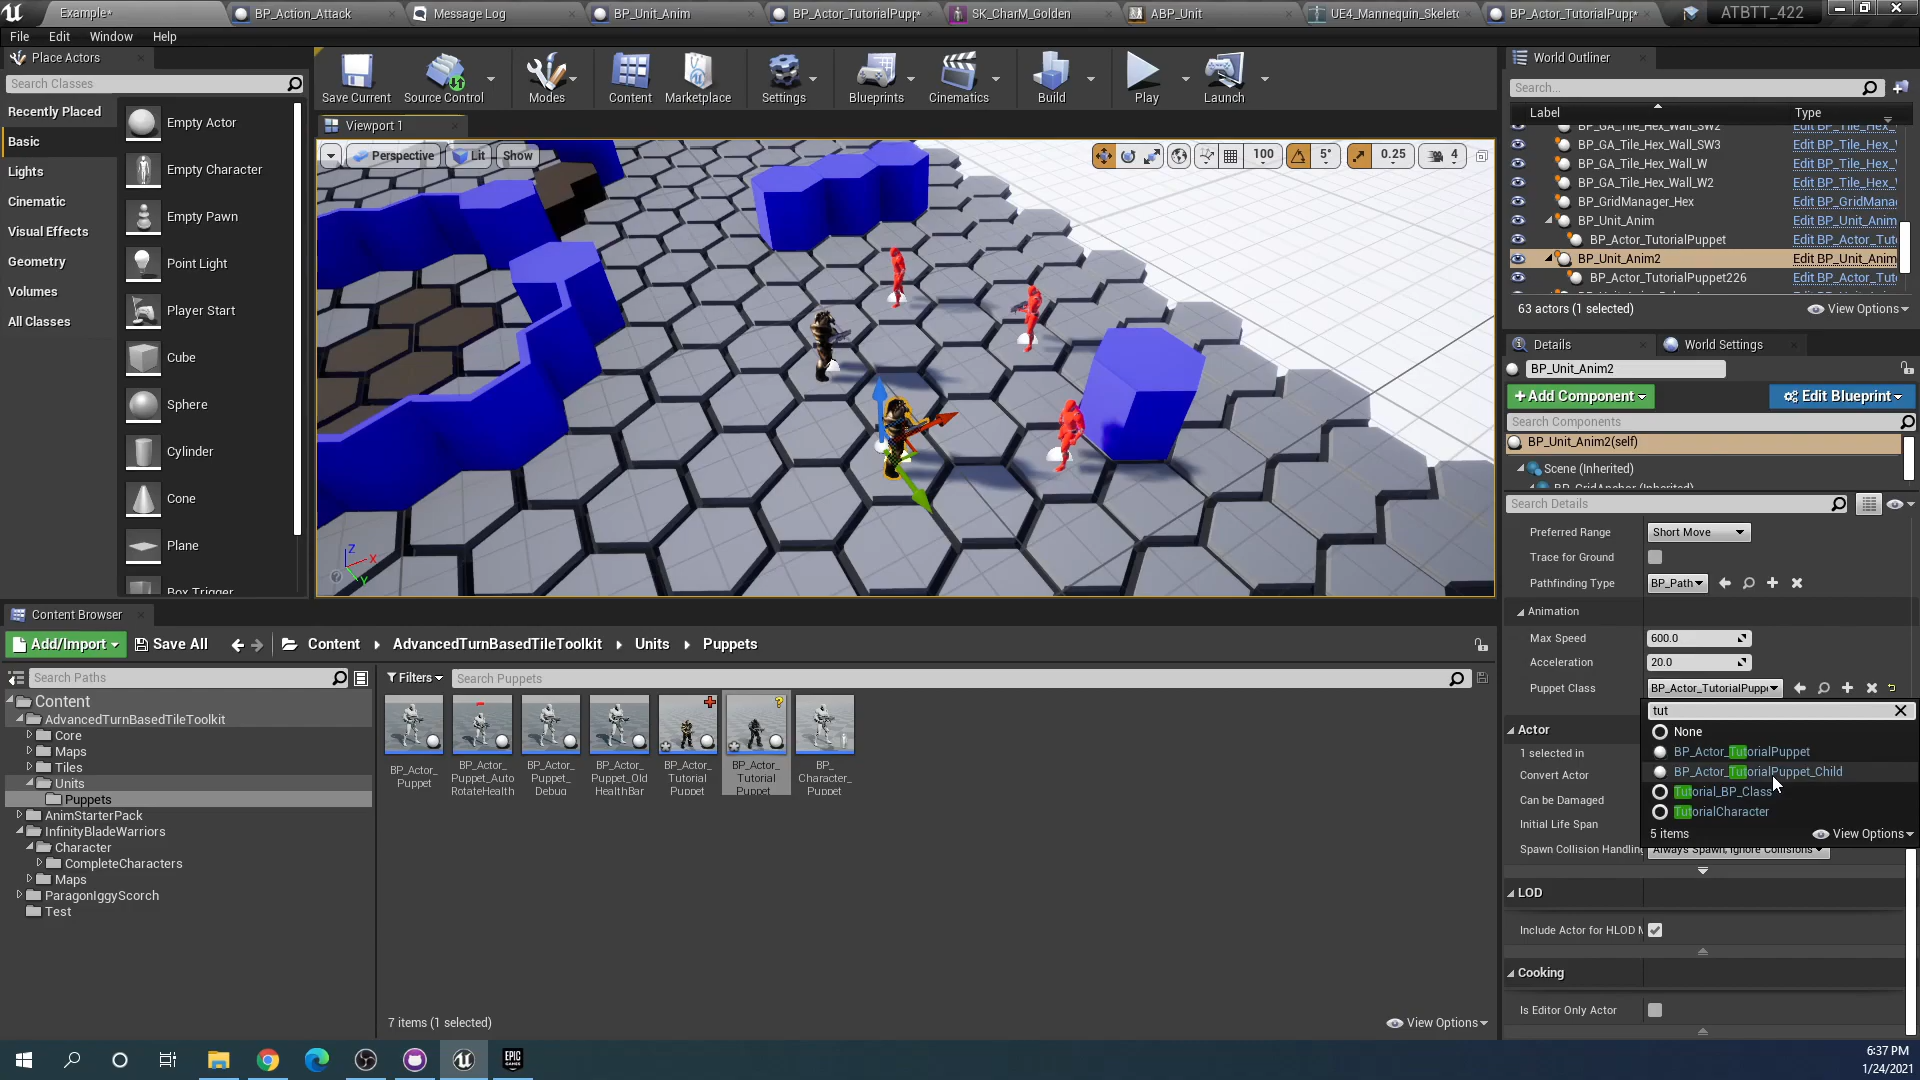 Example*
BP_Action_Attack
Message Log
BP_Unit_Anim
BP_Actor_TutorialPupp*
SK_CharM_Golden
ABP_Unit
UE4_Mannequin_Skeleto
BP_Actor_TutorialPupp*
ATBTT_422
File Edit Window Help
Place Actors
Search Classes
Recently Placed
Basic
Lights
Cinematic
Visual Effects
Geometry
Volumes
All Classes
Empty Actor
Empty Character
Empty Pawn
Point Light
Player Start
Cube
Sphere
Cylinder
Cone
Plane
Box Trigger
Save Current
Source Control
Modes
Content
Marketplace
Settings
Blueprints
Cinematics
Build
Play
Launch
Viewport 1
Perspective Lit Show
100 5° 0.25 4
Z X Y
World Outliner
Search...
Label Type
BP_GA_Tile_Hex_Wall_SW2 Edit BP_Tile_Hex_
BP_GA_Tile_Hex_Wall_SW3 Edit BP_Tile_Hex_
BP_GA_Tile_Hex_Wall_W Edit BP_Tile_Hex_
BP_GA_Tile_Hex_Wall_W2 Edit BP_Tile_Hex_
BP_GridManager_Hex Edit BP_GridMana
BP_Unit_Anim Edit BP_Unit_Anim
BP_Actor_TutorialPuppet Edit BP_Actor_Tut
BP_Unit_Anim2 Edit BP_Unit_Anim
BP_Actor_TutorialPuppet226 Edit BP_Actor_Tut
63 actors (1 selected) View Options
Details World Settings
BP_Unit_Anim2
Add Component Edit Blueprint
Search Components
BP_Unit_Anim2(self)
Scene (Inherited)
BP_GridAnchor (Inherited)
Search Details
Preferred Range Short Move
Trace for Ground
Pathfinding Type BP_Path
Animation
Max Speed 600.0
Acceleration 20.0
Puppet Class BP_Actor_TutorialPuppe
tut
None
BP_Actor_TutorialPuppet
BP_Actor_TutorialPuppet_Child
Tutorial_BP_Class
TutorialCharacter
5 items View Options
Actor
1 selected in
Convert Actor
Can be Damaged
Initial Life Span
Spawn Collision Handling Always Spawn, Ignore Collisions
LOD
Include Actor for HLOD M
Cooking
Is Editor Only Actor
Content Browser
Add/Import Save All Content AdvancedTurnBasedTileToolkit Units Puppets
Search Paths
Filters Search Puppets
Content
AdvancedTurnBasedTileToolkit
Core
Maps
Tiles
Units
Puppets
AnimStarterPack
InfinityBladeWarriors
Character
CompleteCharacters
Maps
ParagonIggyScorch
Test
BP_Actor_
Puppet
BP_Actor_
Puppet_Auto
RotateHealth
BP_Actor_
Puppet_
Debug
BP_Actor_
Puppet_Old
HealthBar
BP_Actor_
Tutorial
Puppet
BP_Actor_
Tutorial
Puppet_
BP_
Character_
Puppet
7 items (1 selected) View Options
EPIC
GAMES
6:37 PM
1/24/2021